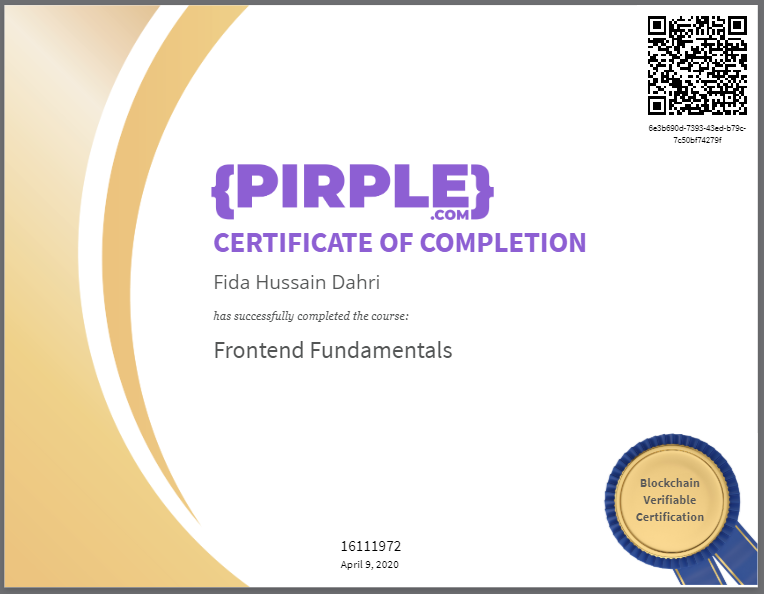 6e3b690d-7393-43ed-b79c-
7c50bf74279f
{PIRPLE}
.COM
CERTIFICATE OF COMPLETION
Fida Hussain Dahri
has successfully completed the course:
Frontend Fundamentals
Blockchain
Verifiable
Certification
16111972
April 9, 2020